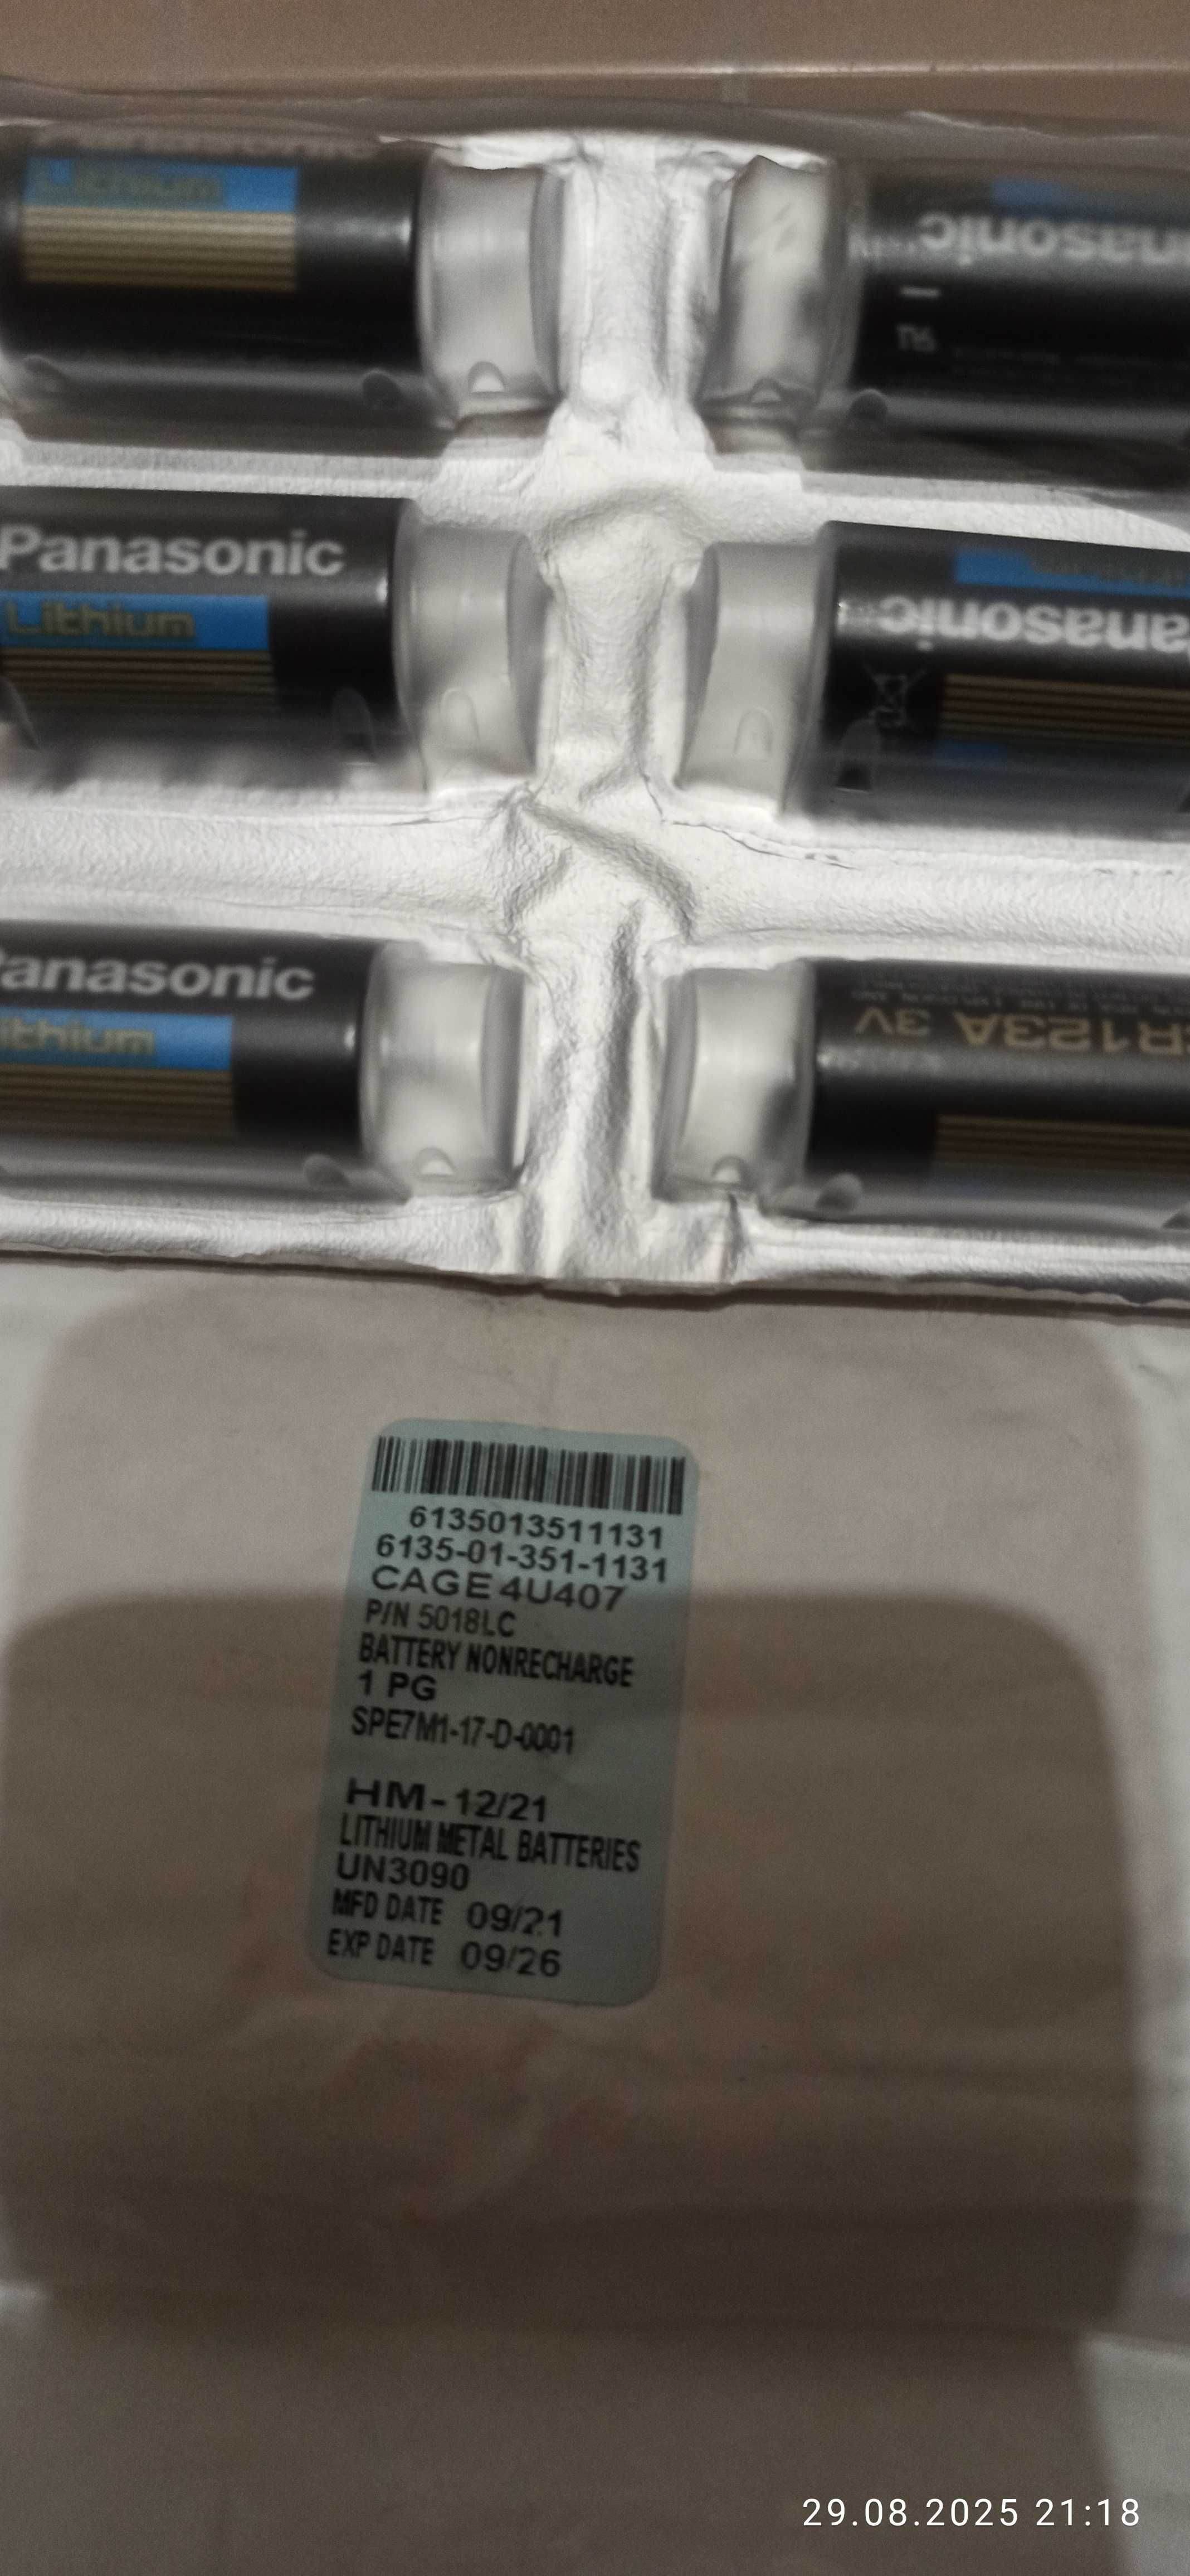 Lithium
Panasonic
Panasonic
Lithium
Panasonic
Panasonic
Lithium
CR123A 3V
6135013511131
6135-01-351-1131
CAGE 4U407
P/N 5018LC
BATTERY NONRECHARGE
1 PG
SPE7M1-17-D-0001
HM- 12/21
LITHIUM METAL BATTERIES
UN3090
MFD DATE 09/21
EXP DATE 09/26
29.08.2025 21:18